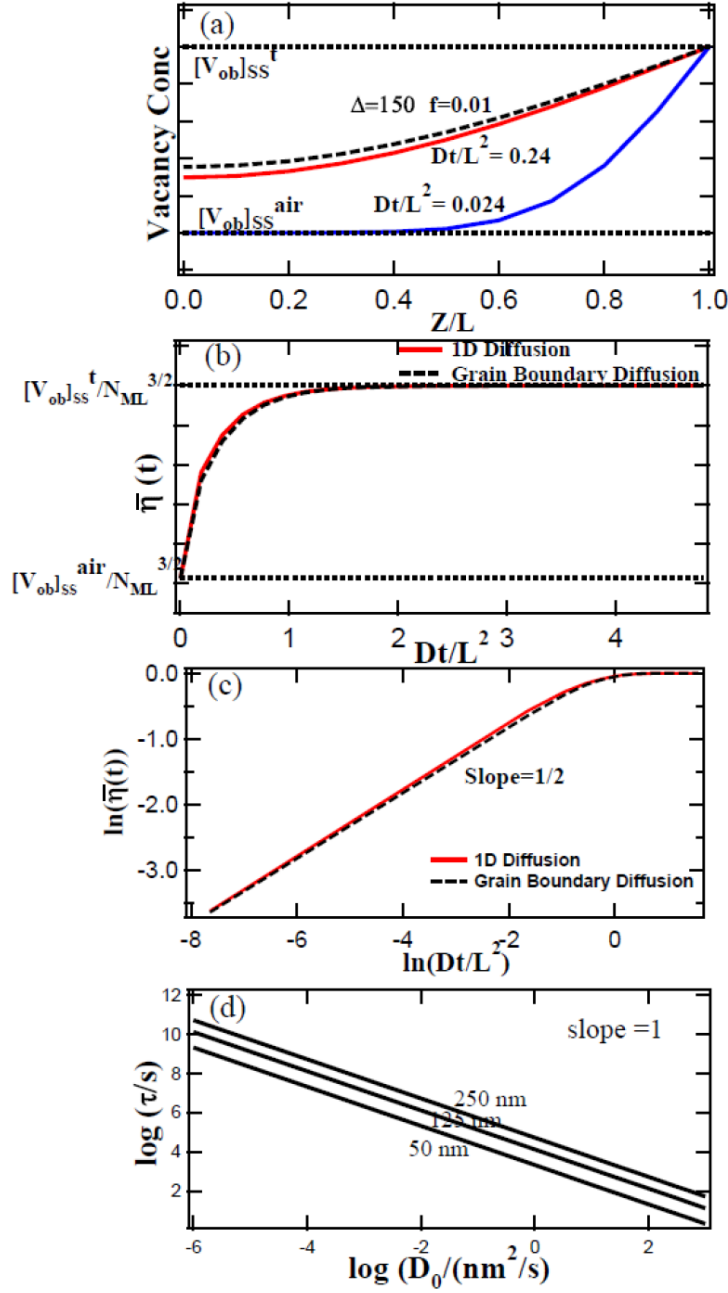 (a)
[V_ob]_SS^t
Δ=150 f=0.01
Dt/L^2 = 0.24
[V_ob]_SS^air
Dt/L^2 = 0.024
Vacancy Conc
0.0 0.2 0.4 0.6 0.8 1.0
Z/L
(b)
1D Diffusion
Grain Boundary Diffusion
[V_ob]_SS^t/N_ML^3/2
η̅ (t)
[V_ob]_SS^air/N_ML^3/2
0 1 2 3 4
Dt/L^2
(c)
0.0
-1.0
-2.0
-3.0
ln(η̅(t))
Slope=1/2
1D Diffusion
Grain Boundary Diffusion
-8 -6 -4 -2 0
ln(Dt/L^2)
(d)
slope =1
12
10
8
6
4
2
log (τ/s)
250 nm
125 nm
50 nm
-6 -4 -2 0 2
log (D_0/(nm^2/s)